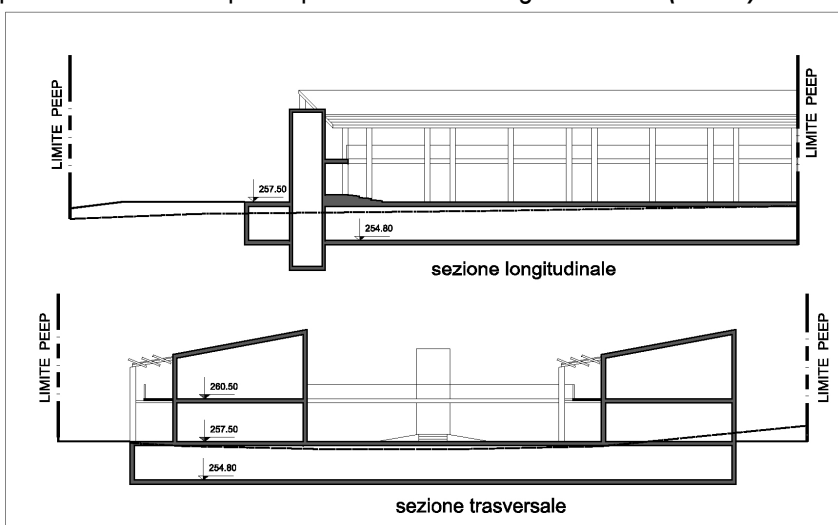 LIMITE PEEP
LIMITE PEEP
257.50
254.80
sezione longitudinale
LIMITE PEEP
LIMITE PEEP
260.50
257.50
254.80
sezione trasversale